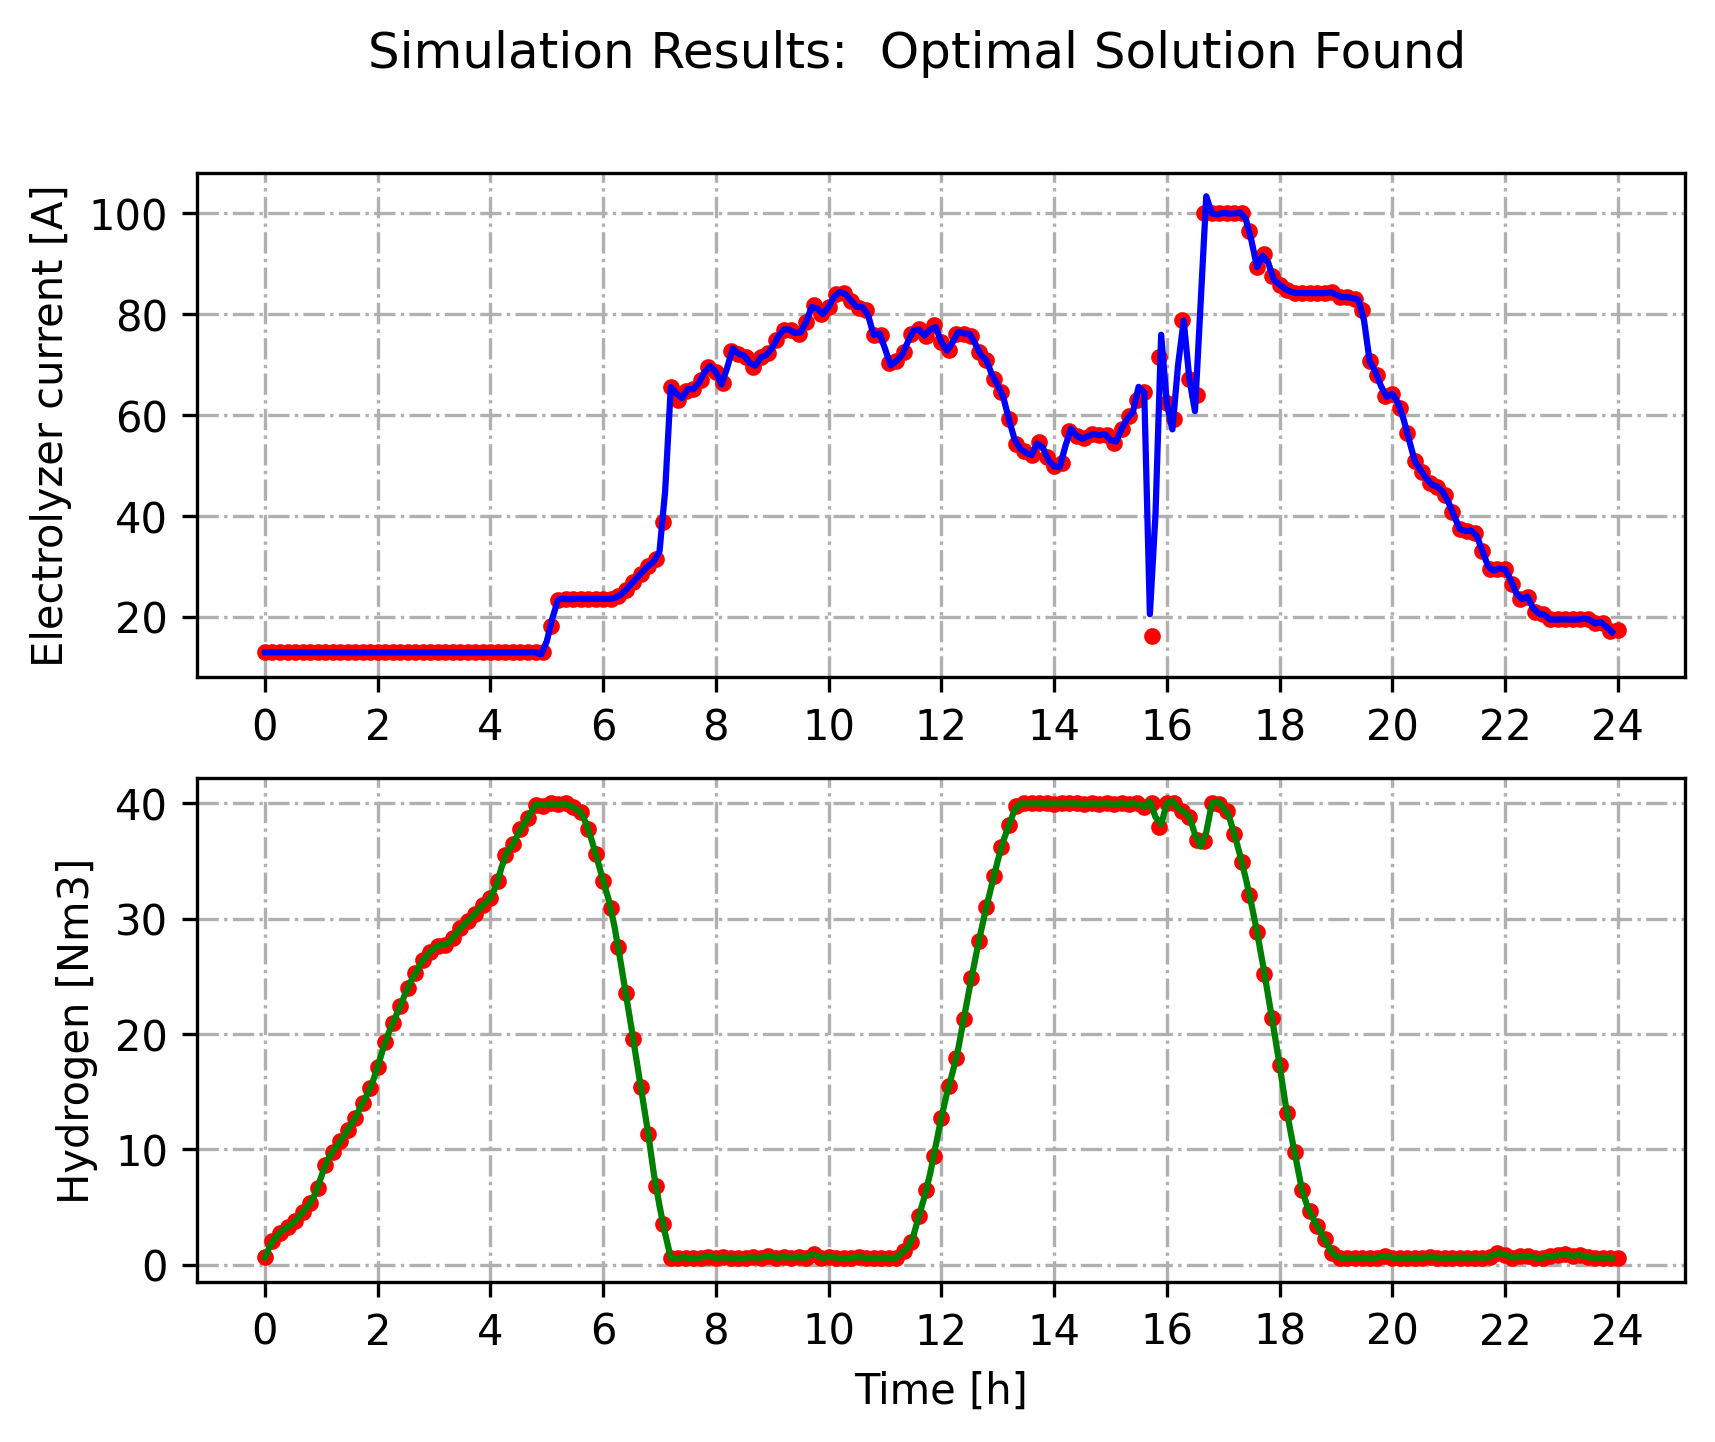 Simulation Results:  Optimal Solution Found
Electrolyzer current [A]
100
80
60
40
20
0 2 4 6 8 10 12 14 16 18 20 22 24
Hydrogen [Nm3]
40
30
20
10
0
0 2 4 6 8 10 12 14 16 18 20 22 24
Time [h]